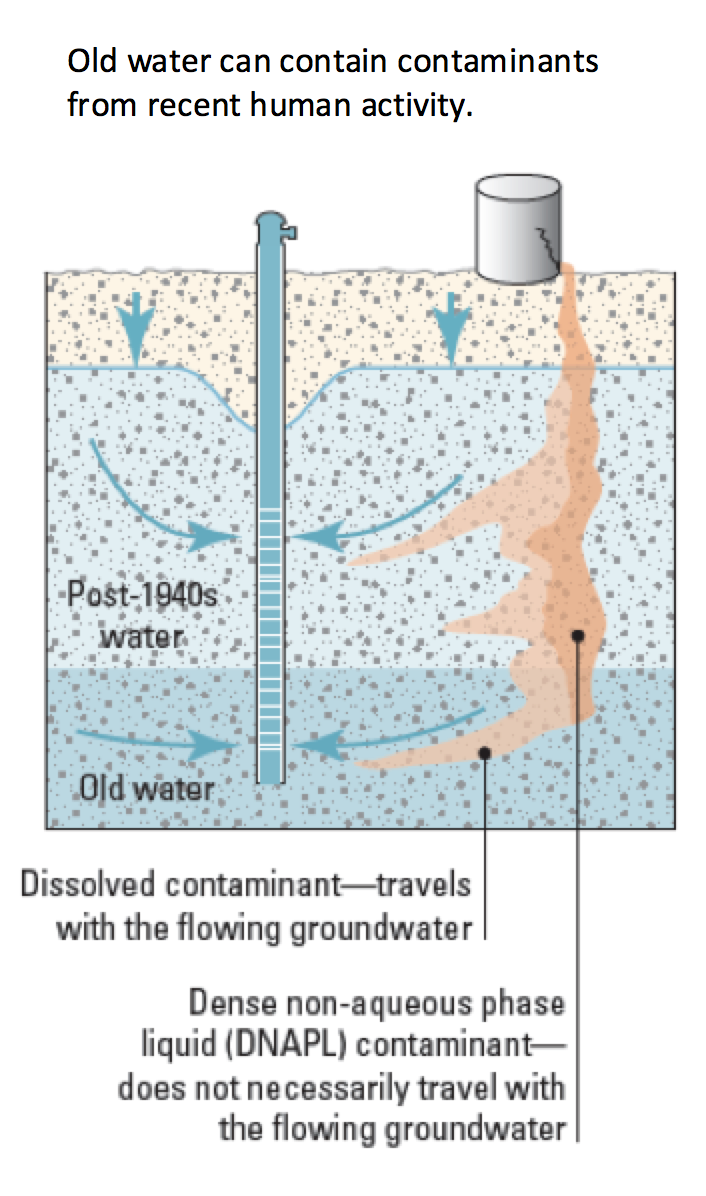 Old water can contain contaminants
from recent human activity.
Post-1940s
water
Old water
Dissolved contaminant—travels
with the flowing groundwater
Dense non-aqueous phase
liquid (DNAPL) contaminant—
does not necessarily travel with
the flowing groundwater